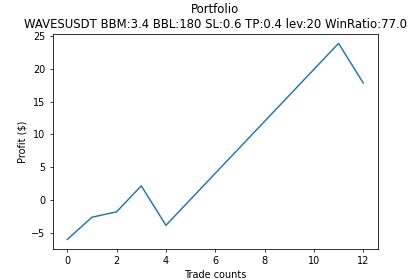 Portfolio
WAVESUSDT BBM:3.4 BBL:180 SL:0.6 TP:0.4 lev:20 WinRatio:77.0
25
20
15
10
5
0
−5
Profit ($)
0 2 4 6 8 10 12
Trade counts